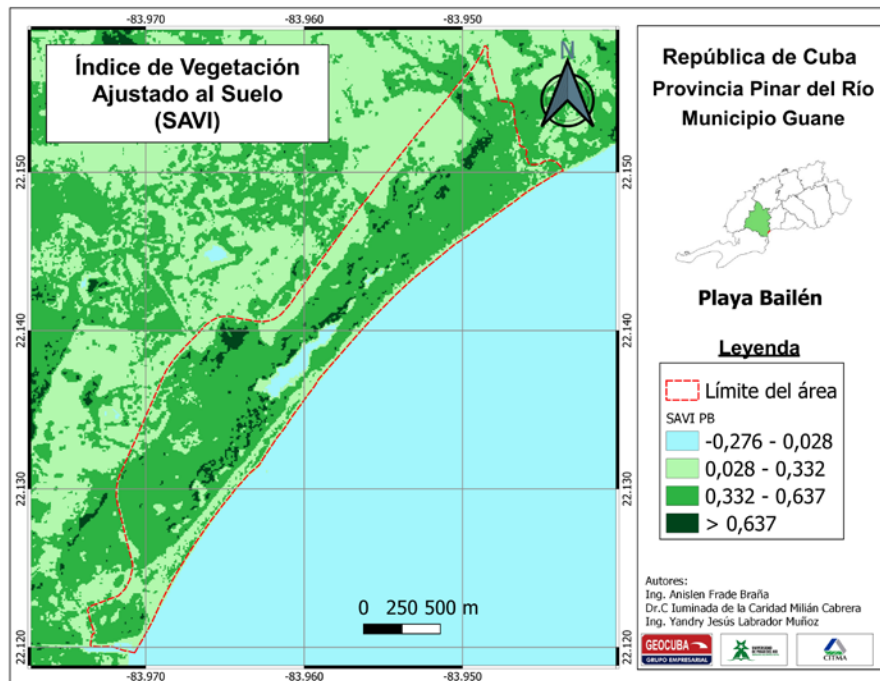 -83.970 -83.960 -83.950
Índice de Vegetación
Ajustado al Suelo
(SAVI)
N
22.150 22.150
22.140 22.140
22.130 22.130
22.120 22.120
0 250 500 m
-83.970 -83.960 -83.950
República de Cuba
Provincia Pinar del Río
Municipio Guane
Playa Bailén
Leyenda
Límite del área
SAVI PB
-0,276 - 0,028
0,028 - 0,332
0,332 - 0,637
> 0,637
Autores:
Ing. Anislen Frade Braña
Dr.C Iuminada de la Caridad Milián Cabrera
Ing. Yandry Jesús Labrador Muñoz
GEOCUBA
GRUPO EMPRESARIAL
CITMA